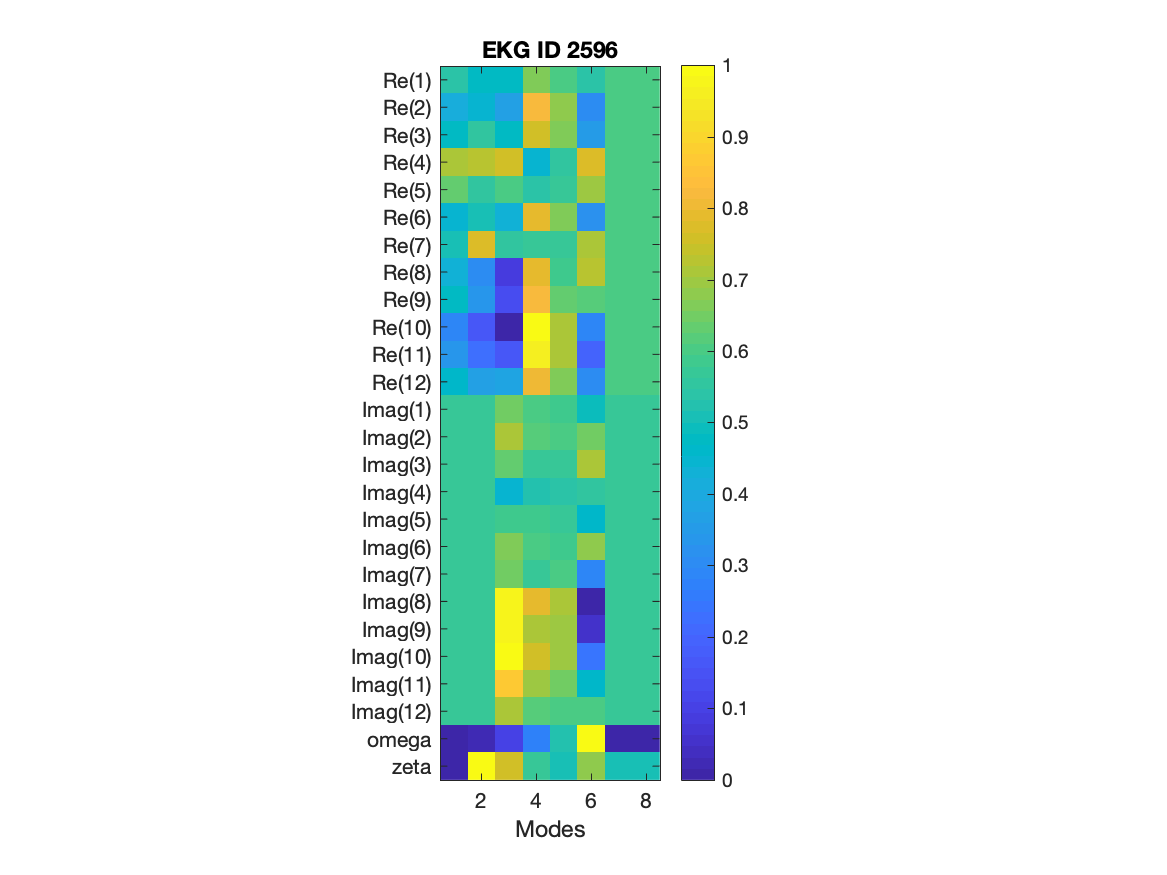 EKG ID 2596
Re(1)
Re(2)
Re(3)
Re(4)
Re(5)
Re(6)
Re(7)
Re(8)
Re(9)
Re(10)
Re(11)
Re(12)
Imag(1)
Imag(2)
Imag(3)
Imag(4)
Imag(5)
Imag(6)
Imag(7)
Imag(8)
Imag(9)
Imag(10)
Imag(11)
Imag(12)
omega
zeta
2 4 6 8
Modes
1
0.9
0.8
0.7
0.6
0.5
0.4
0.3
0.2
0.1
0